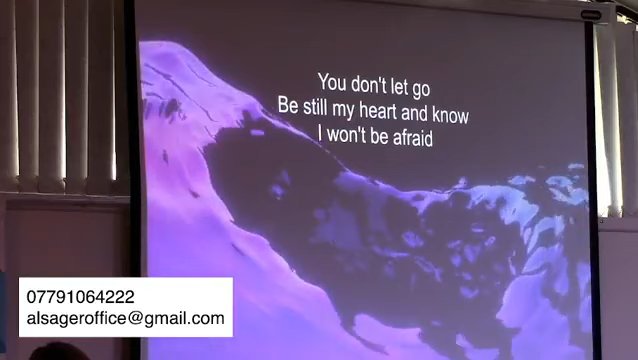 You don't let go
Be still my heart and know
I won't be afraid
07791064222
alsageroffice@gmail.com